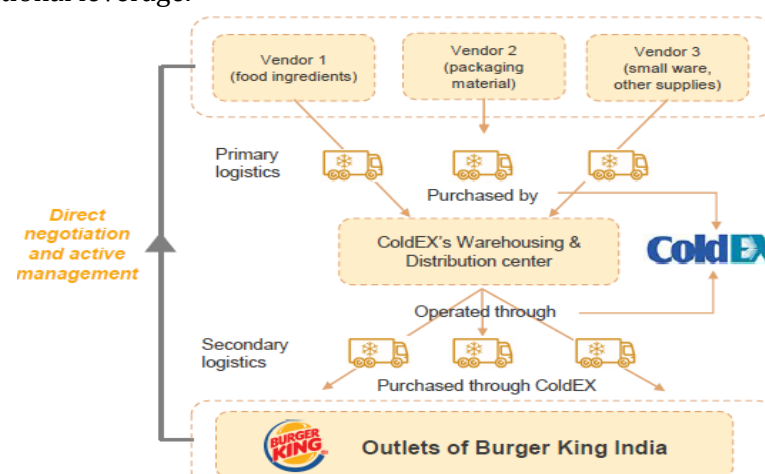 tional leverage.
Vendor 1
(food ingredients)
Vendor 2
(packaging
material)
Vendor 3
(small ware,
other supplies)
Primary
logistics
Purchased by
Direct
negotiation
and active
management
ColdEX's Warehousing &
Distribution center
ColdEX
Operated through
Secondary
logistics
Purchased through ColdEX
BURGER
KING
Outlets of Burger King India